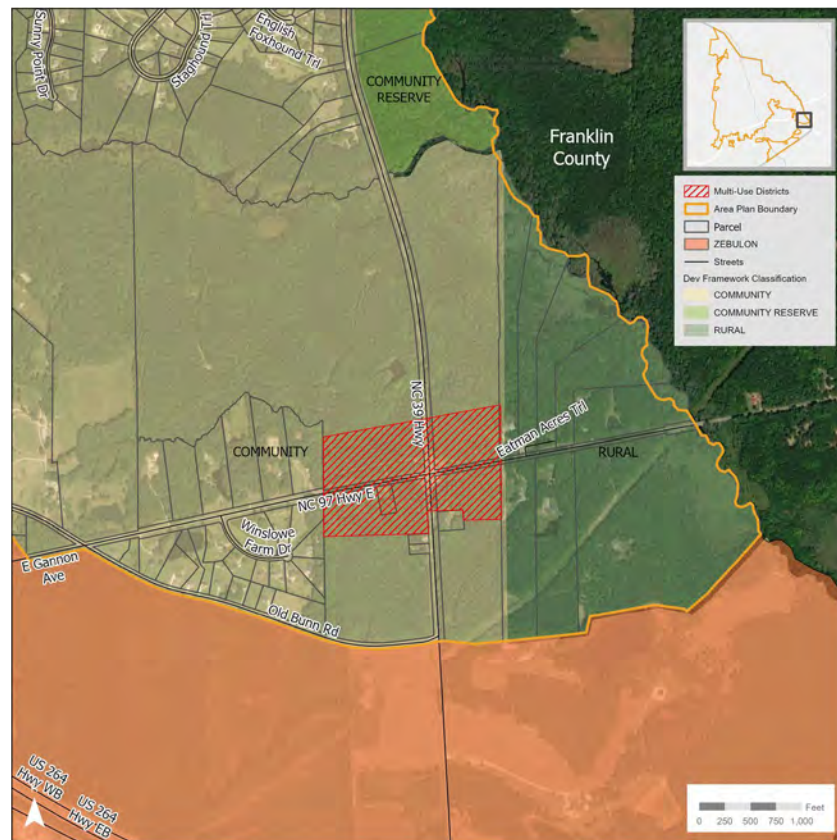 Sunny Point Dr
Staghound Trl
English
Foxhound Trl
COMMUNITY
RESERVE
Franklin
County
Multi-Use Districts
Area Plan Boundary
Parcel
ZEBULON
Streets
Dev Framework Classification
COMMUNITY
COMMUNITY RESERVE
RURAL
NC 39 Hwy
Eatman Acres Trl
COMMUNITY
RURAL
NC 97 Hwy E
Winslowe
Farm Dr
E Gannon
Ave
Old Bunn Rd
US 264
Hwy WB
US 264
Hwy EB
Feet
0 250 500 750 1,000